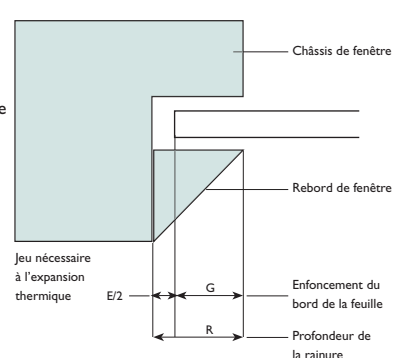 Châssis de fenêtre
e
Rebord de fenêtre
Jeu nécessaire
à l'expansion
thermique
E/2
G
Enfoncement du
bord de la feuille
R
Profondeur de
la rainure